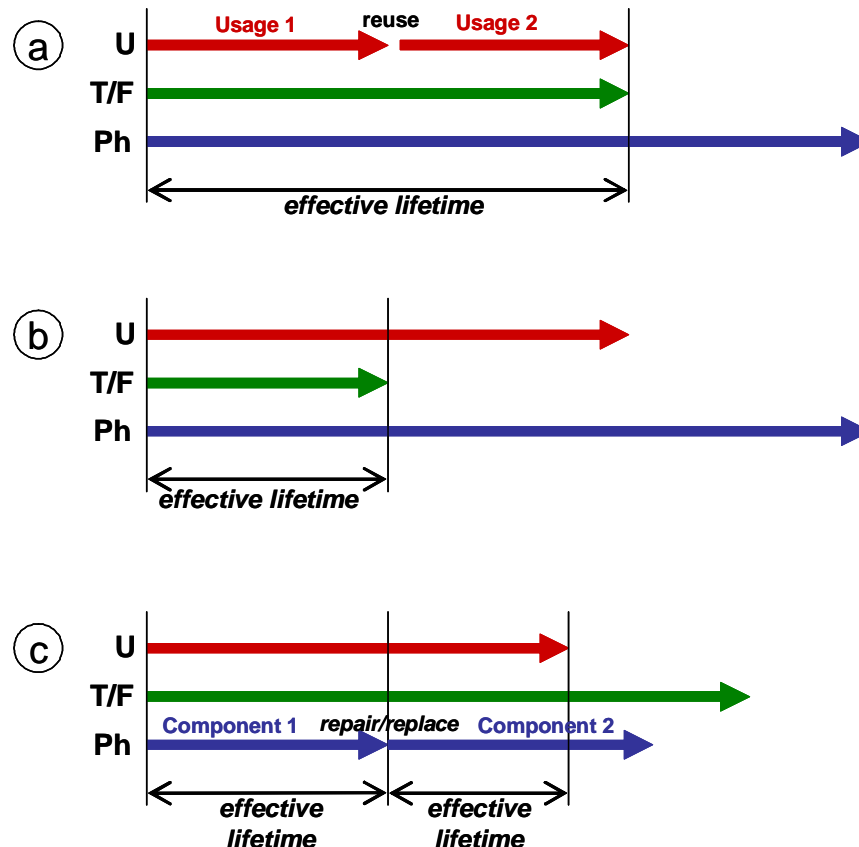 a
U
Usage 1
reuse
Usage 2
T/F
Ph
effective lifetime
b
U
T/F
Ph
effective lifetime
c
U
T/F
Component 1
repair/replace
Component 2
Ph
effective
lifetime
effective
lifetime